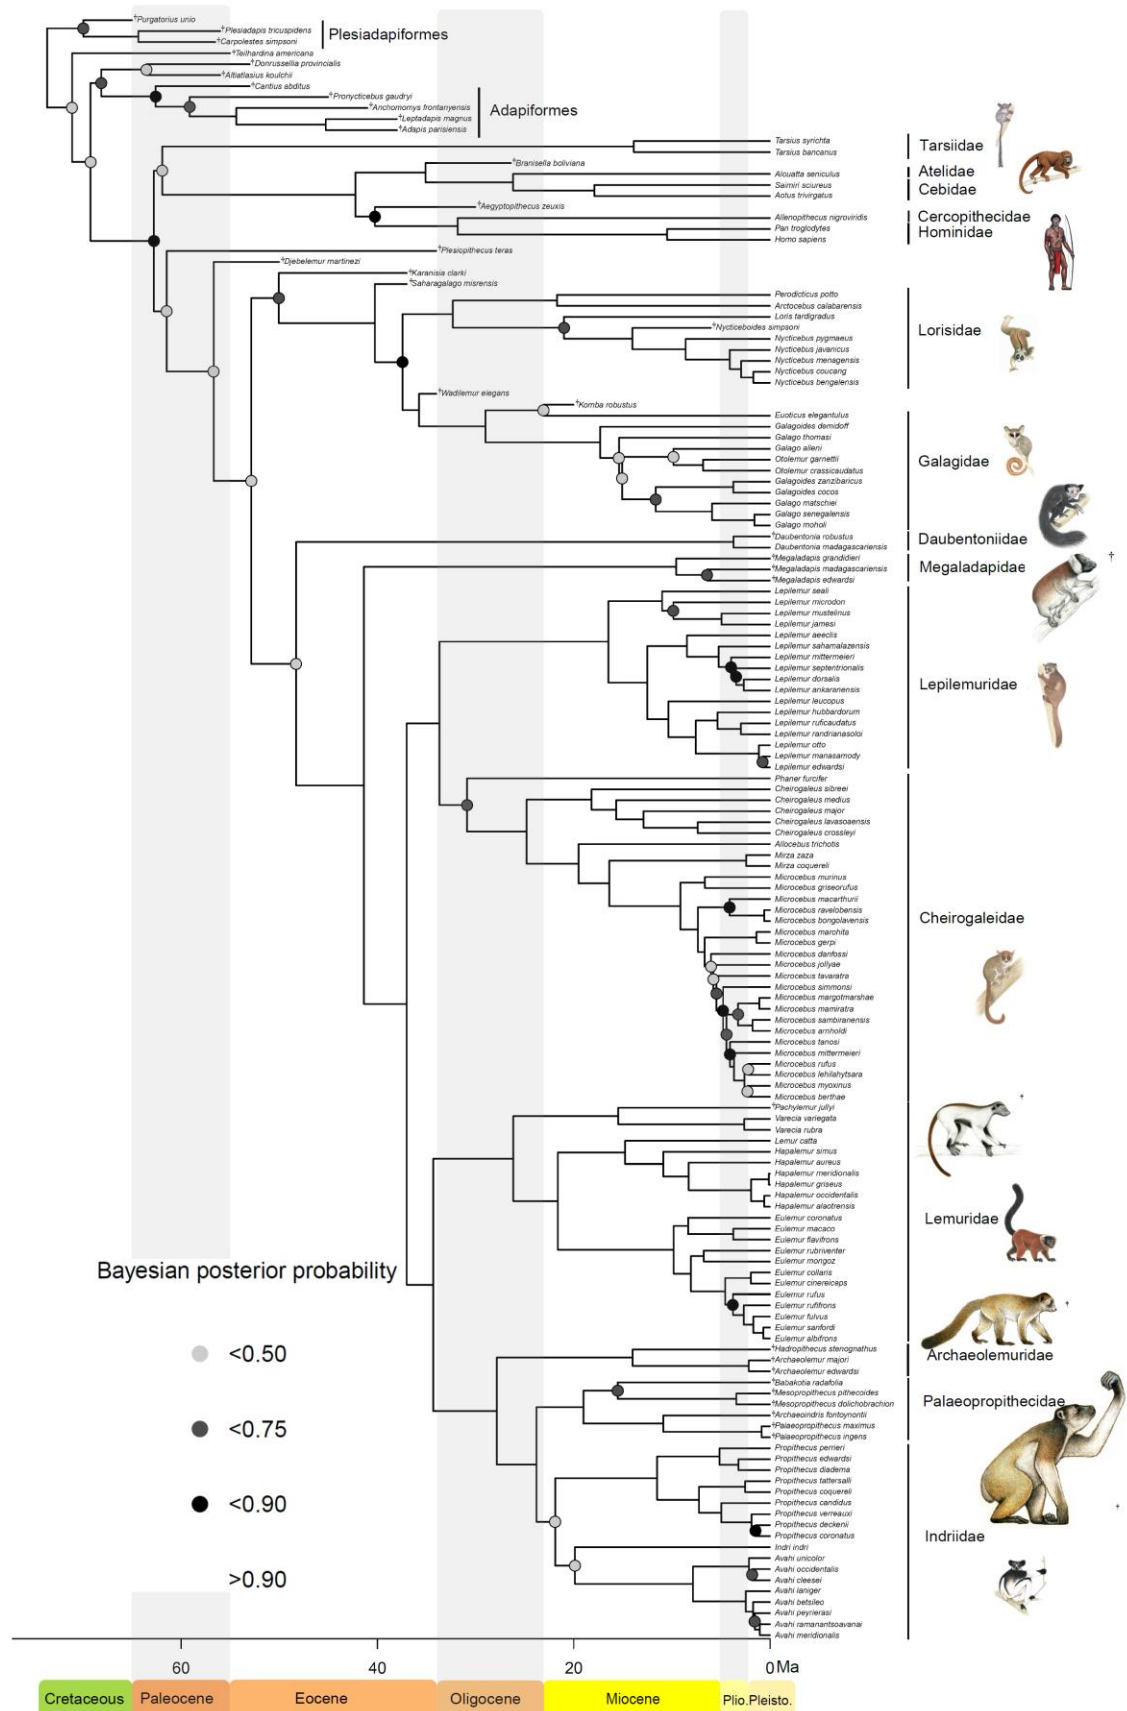 †Purgatorius unio
†Plesiadapis tricuspidens
†Carpolestes simpsoni
Plesiadapiformes
†Teilhardina americana
†Donrussellia provincialis
†Altiatlasius koulchii
†Cantius abditus
†Pronycticebus gaudryi
†Anchomomys frontanyensis
†Leptadapis magnus
†Adapis parisiensis
Adapiformes
Tarsius syrichta
Tarsius bancanus
Tarsiidae
†Branisella boliviana
Alouatta seniculus
Atelidae
Saimiri sciureus
Aotus trivirgatus
Cebidae
†Aegyptopithecus zeuxis
Allenopithecus nigroviridis
Cercopithecidae
Pan troglodytes
Homo sapiens
Hominidae
†Plesiopithecus teras
†Djebelemur martinezi
†Karanisia clarki
†Saharagalago misrensis
Perodicticus potto
Arctocebus calabarensis
Loris tardigradus
†Nycticeboides simpsoni
Lorisidae
Nycticebus pygmaeus
Nycticebus javanicus
Nycticebus menagensis
Nycticebus coucang
Nycticebus bengalensis
†Wadilemur elegans
†Komba robustus
Euoticus elegantulus
Galagoides demidoff
Galago thomasi
Galago alleni
Otolemur garnettii
Galagidae
Otolemur crassicaudatus
Galagoides zanzibaricus
Galagoides cocos
Galago matschiei
Galago senegalensis
Galago moholi
†Daubentonia robustus
Daubentonia madagascariensis
Daubentoniidae
†Megaladapis grandidieri
†Megaladapis madagascariensis
†Megaladapis edwardsi
Megaladapidae
†
Lepilemur seali
Lepilemur microdon
Lepilemur mustelinus
Lepilemur jamesi
Lepilemur aeeclis
Lepilemur sahamalazensis
Lepilemur mittermeieri
Lepilemur septentrionalis
Lepilemur dorsalis
Lepilemur ankaranensis
Lepilemuridae
Lepilemur leucopus
Lepilemur hubbardorum
Lepilemur ruficaudatus
Lepilemur randrianasoloi
Lepilemur otto
Lepilemur manasamody
Lepilemur edwardsi
Phaner furcifer
Cheirogaleus sibreei
Cheirogaleus medius
Cheirogaleus major
Cheirogaleus lavasoaensis
Cheirogaleus crossleyi
Allocebus trichotis
Mirza zaza
Mirza coquereli
Microcebus murinus
Microcebus griseorufus
Microcebus macarthurii
Microcebus ravelobensis
Microcebus bongolavensis
Cheirogaleidae
Microcebus marohita
Microcebus gerpi
Microcebus danfossi
Microcebus jollyae
Microcebus tavaratra
Microcebus simmonsi
Microcebus margotmarshae
Microcebus mamiratra
Microcebus sambiranensis
Microcebus arnholdi
Microcebus tanosi
Microcebus mittermeieri
Microcebus rufus
Microcebus lehilahytsara
Microcebus myoxinus
Microcebus berthae
†
†Pachylemur jullyi
Varecia variegata
Varecia rubra
Lemur catta
Hapalemur simus
Hapalemur aureus
Hapalemur meridionalis
Hapalemur griseus
Hapalemur occidentalis
Hapalemur alaotrensis
Lemuridae
Eulemur coronatus
Eulemur macaco
Eulemur flavifrons
Eulemur rubriventer
Eulemur mongoz
Eulemur collaris
Eulemur cinereiceps
Eulemur rufus
Eulemur rufifrons
Eulemur fulvus
Eulemur sanfordi
Eulemur albifrons
†
†Hadropithecus stenognathus
†Archaeolemur majori
†Archaeolemur edwardsi
Archaeolemuridae
†Babakotia radafolia
†Mesopropithecus pithecoides
†Mesopropithecus dolichobrachion
Palaeopropithecidae
†Archaeoindris fontoynontii
†Palaeopropithecus maximus
†Palaeopropithecus ingens
†
Propithecus perrieri
Propithecus edwardsi
Propithecus diadema
Propithecus tattersalli
Propithecus coquereli
Propithecus candidus
Propithecus verreauxi
Propithecus deckenii
Propithecus coronatus
Indriidae
Indri indri
Avahi unicolor
Avahi occidentalis
Avahi cleesei
Avahi laniger
Avahi betsileo
Avahi peyrierasi
Avahi ramanantsoavanai
Avahi meridionalis
Bayesian posterior probability
<0.50
<0.75
<0.90
>0.90
60 40 20 0 Ma
Cretaceous Paleocene Eocene Oligocene Miocene Plio. Pleisto.